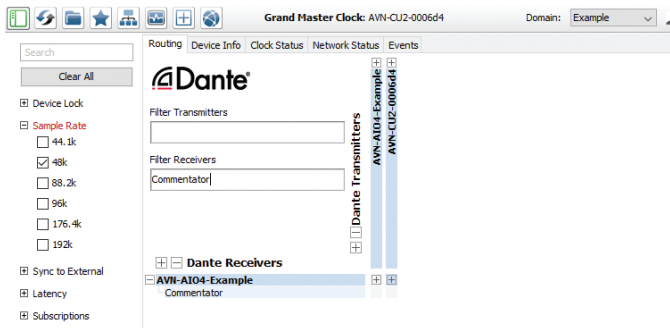 Grand Master Clock: AVN-CU2-0006d4
Domain: Example
Search
Clear All
Device Lock
Sample Rate
44.1k
48k
88.2k
96k
176.4k
192k
Sync to External
Latency
Subscriptions
Routing Device Info Clock Status Network Status Events
Dante®
Filter Transmitters
Filter Receivers
Commentator
Dante Transmitters
AVN-AIO4-Example
AVN-CU2-0006d4
Dante Receivers
AVN-AIO4-Example
Commentator